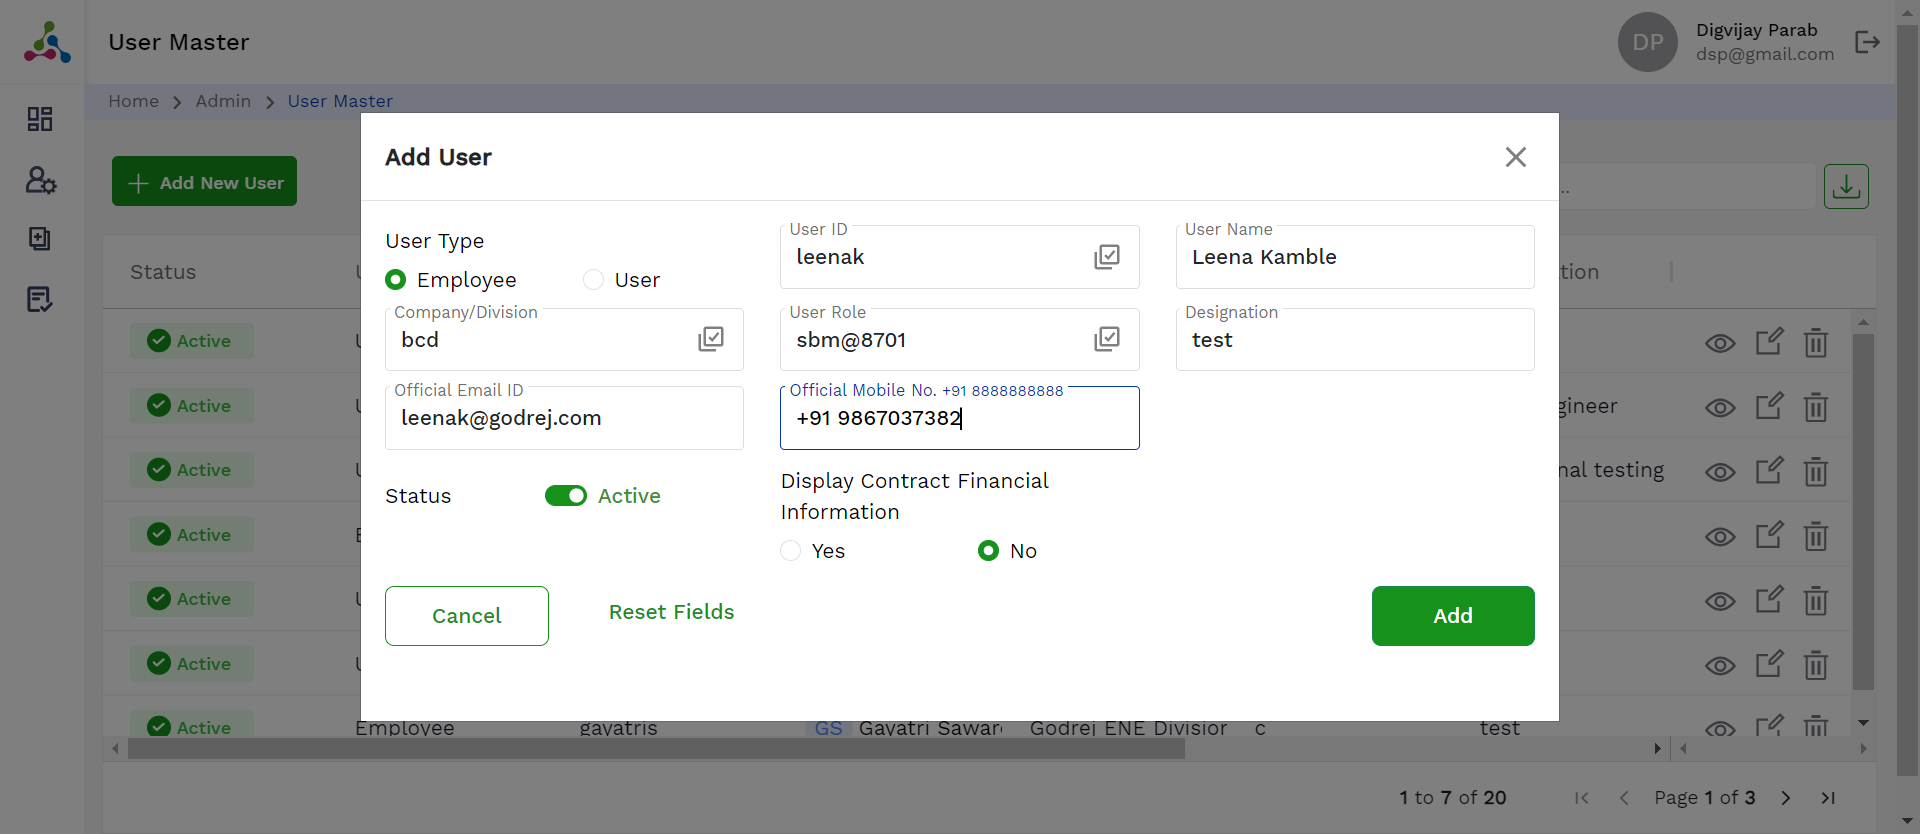 User Master
DP
Digvijay Parab
dsp@gmail.com
Home > Admin > User Master
Add New User
Add User
User Type
Employee
User
User ID
leenak
User Name
Leena Kamble
Company/Division
bcd
User Role
sbm@8701
Designation
test
Official Email ID
leenak@godrej.com
Official Mobile No. +91 8888888888
+91 9867037382
Status
Active
Display Contract Financial
Information
Yes
No
Cancel
Reset Fields
Add
Status
Active
Active
Active
nal testing
Active
Active
Active
Active Employee gayatris GS Gayatri Godrej ENE c test
1 to 7 of 20
Page 1 of 3